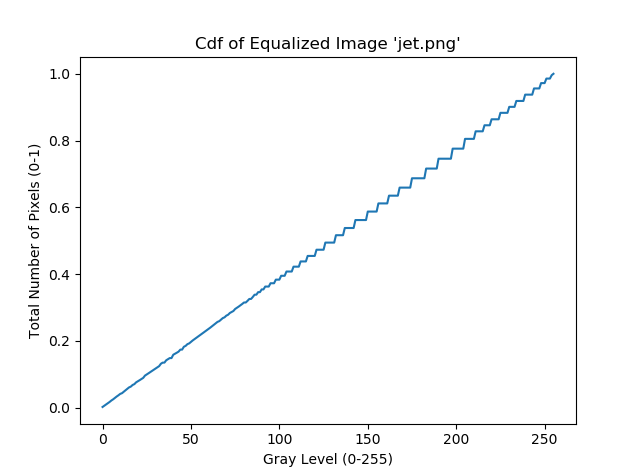 Cdf of Equalized Image 'jet.png'
1.0
0.8
0.6
0.4
0.2
0.0
Total Number of Pixels (0-1)
0 50 100 150 200 250
Gray Level (0-255)